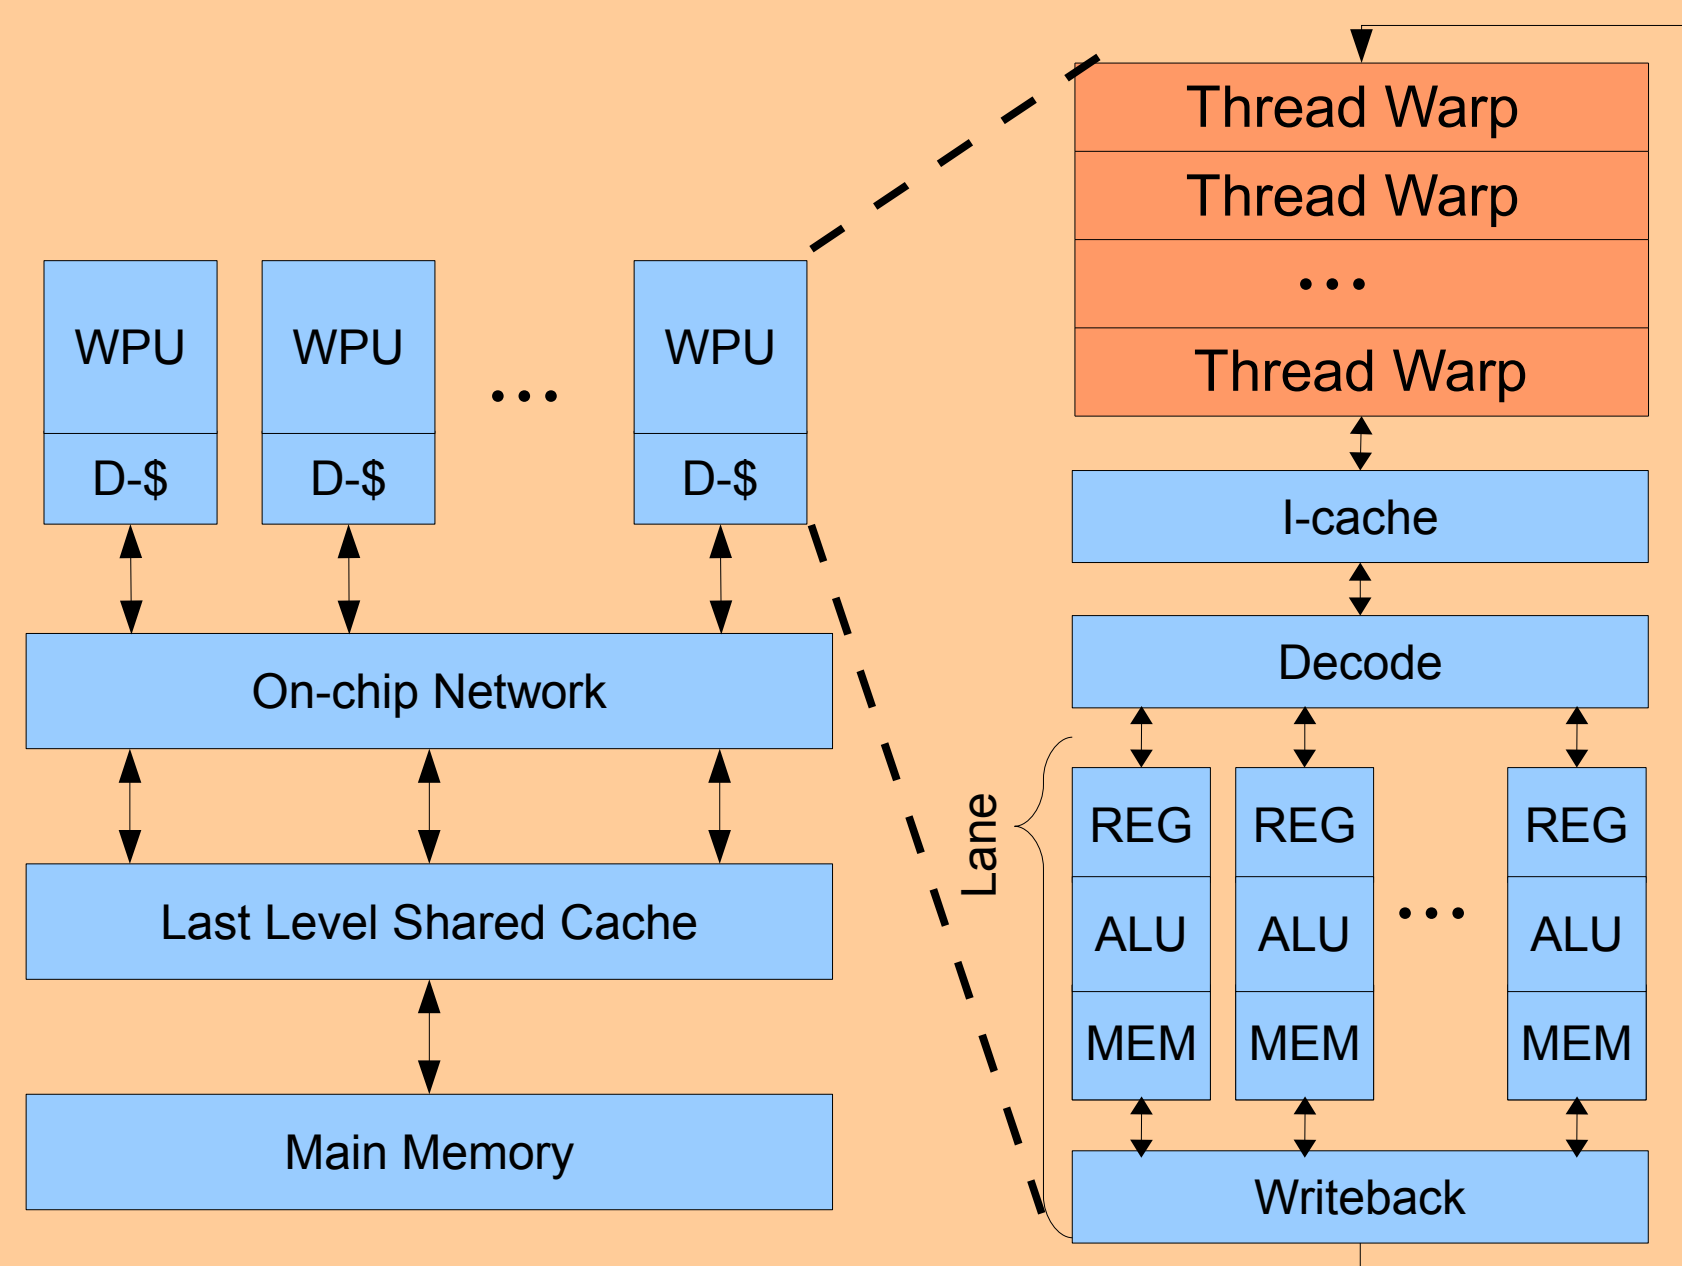 WPU WPU ... WPU
D-$ D-$ D-$
On-chip Network
Last Level Shared Cache
Main Memory
Thread Warp
Thread Warp
...
Thread Warp
I-cache
Decode
Lane
REG REG REG
ALU ALU ... ALU
MEM MEM MEM
Writeback